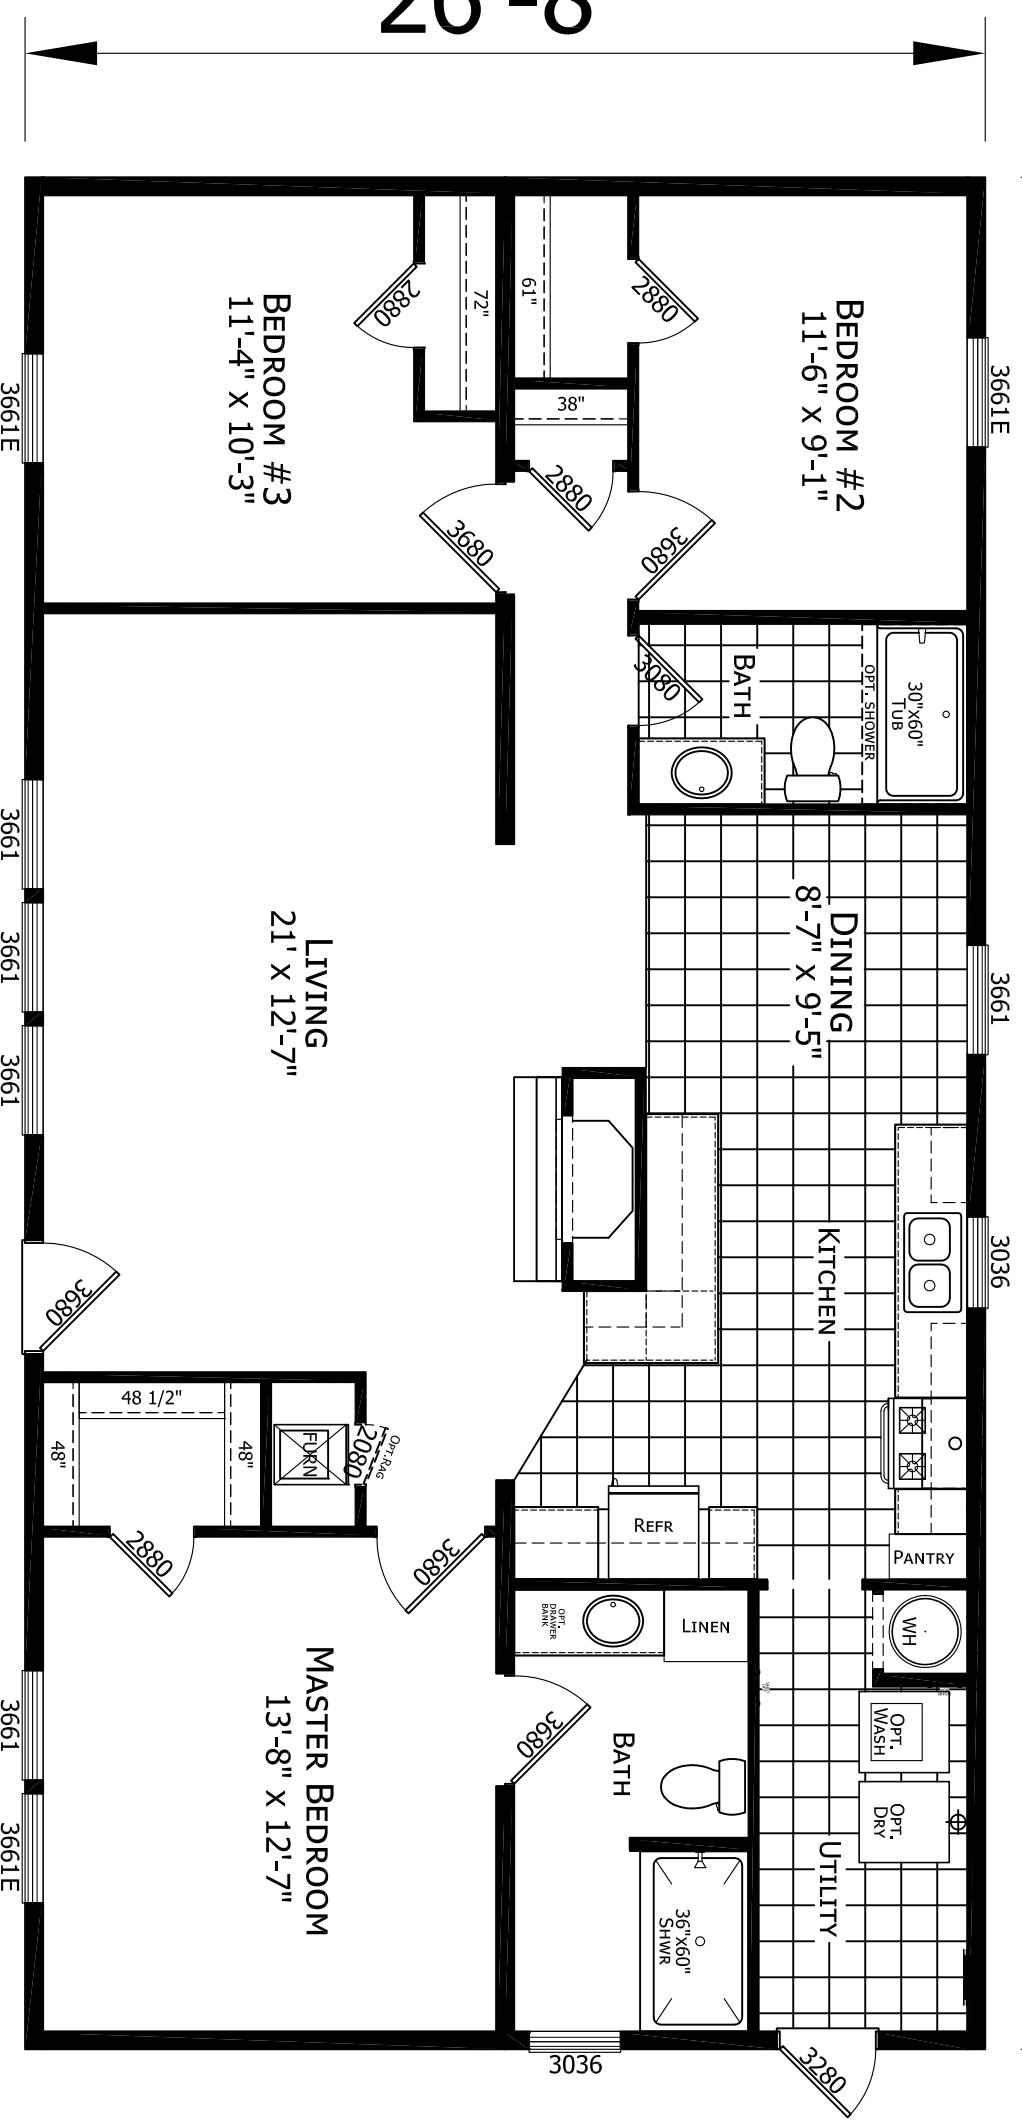 26'-8"
BEDROOM #3
11'-4" x 10'-3"
2880
72"
61"
2880
BEDROOM #2
11'-6" x 9'-1"
3661E
3661E
38"
2880
3680
3680
3080
BATH
OPT. SHOWER
30"x60"
TUB
3661
3661
3661
LIVING
21' x 12'-7"
DINING
8'-7" x 9'-5"
3661
KITCHEN
3036
3680
48 1/2"
48"
48"
FURN
2080
OPT.RAG
REFR
PANTRY
2880
3680
OPT.
DRAWER
BANK
LINEN
WH
MASTER BEDROOM
13'-8" x 12'-7"
3661
3661E
3680
BATH
OPT.
WASH
OPT.
DRY
UTILITY
36"x60"
SHWR
3036
3280